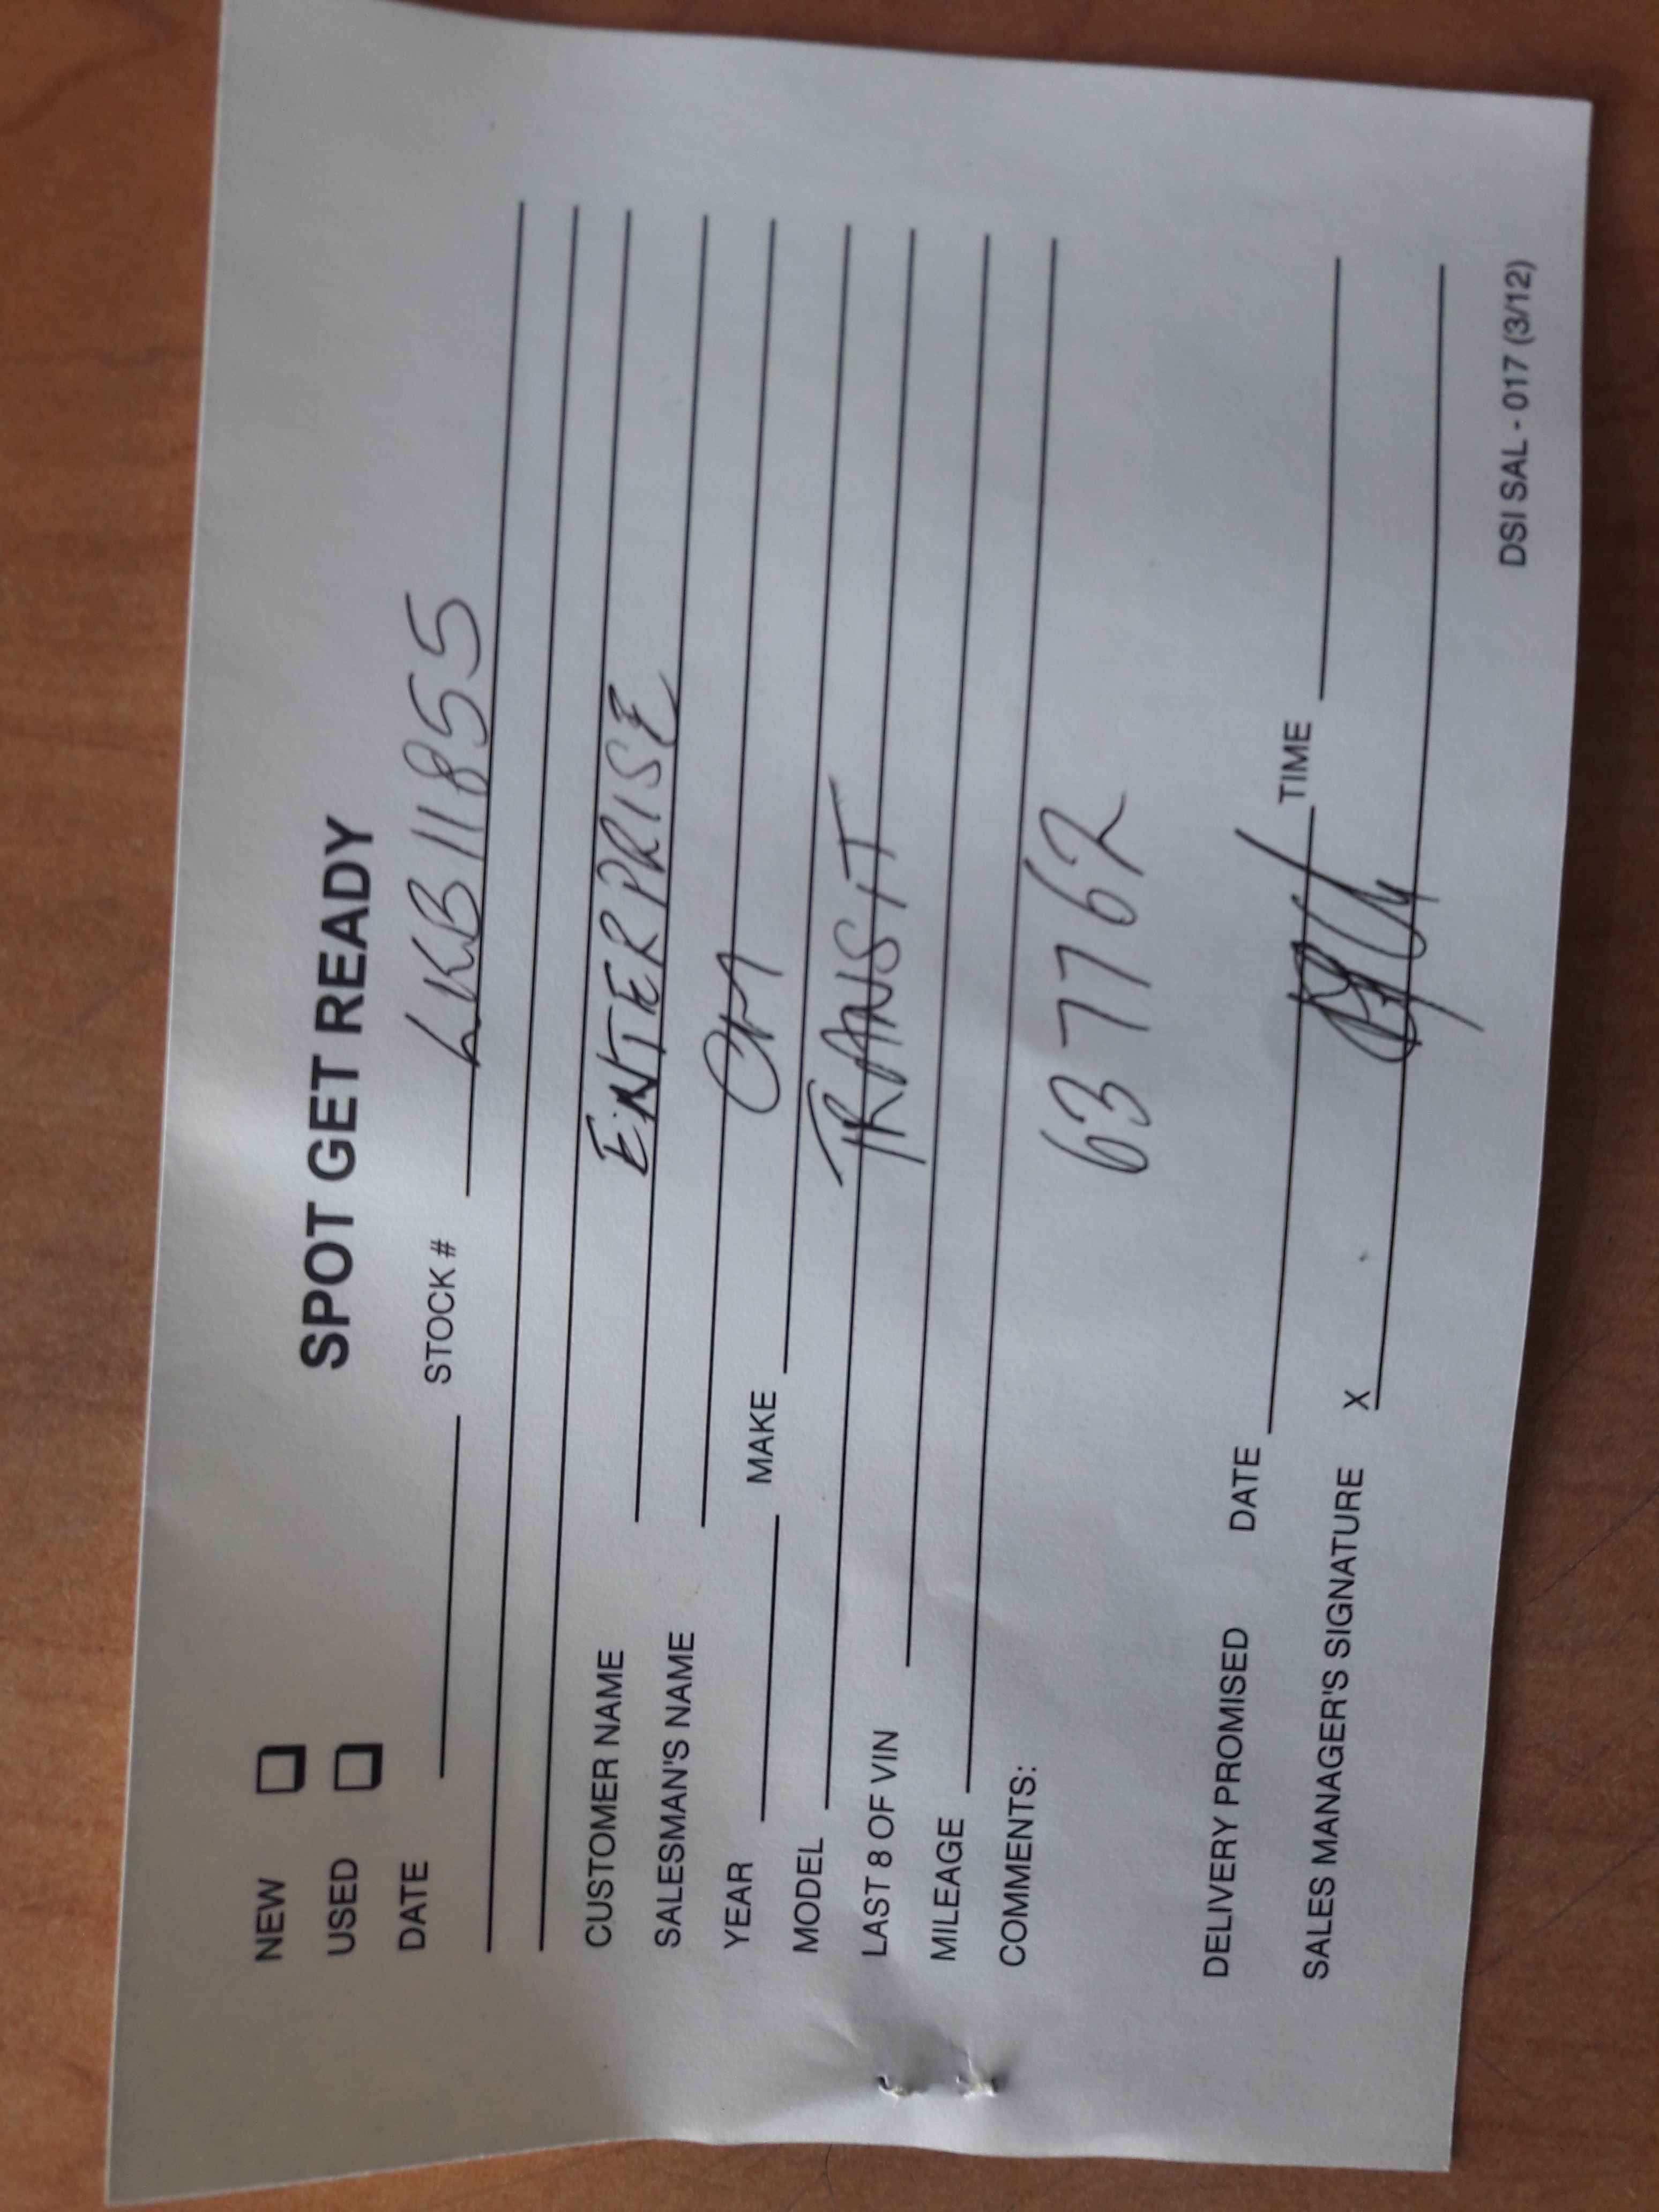 SPOT GET READY
NEW
USED
DATE STOCK # LKB11855
CUSTOMER NAME ENTERPRISE
SALESMAN'S NAME
YEAR MAKE
MODEL TRANSIT
LAST 8 OF VIN
MILEAGE
COMMENTS:
637762
DELIVERY PROMISED DATE TIME
SALES MANAGER'S SIGNATURE X
DSI SAL - 017 (3/12)